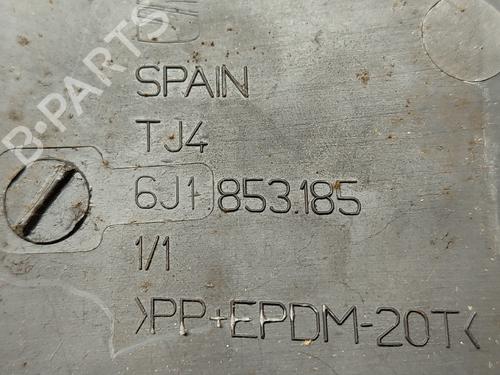 B-PARTS
SPAIN
TJ4
6J1 853.185
1/1
>PP+EPDM-20T<